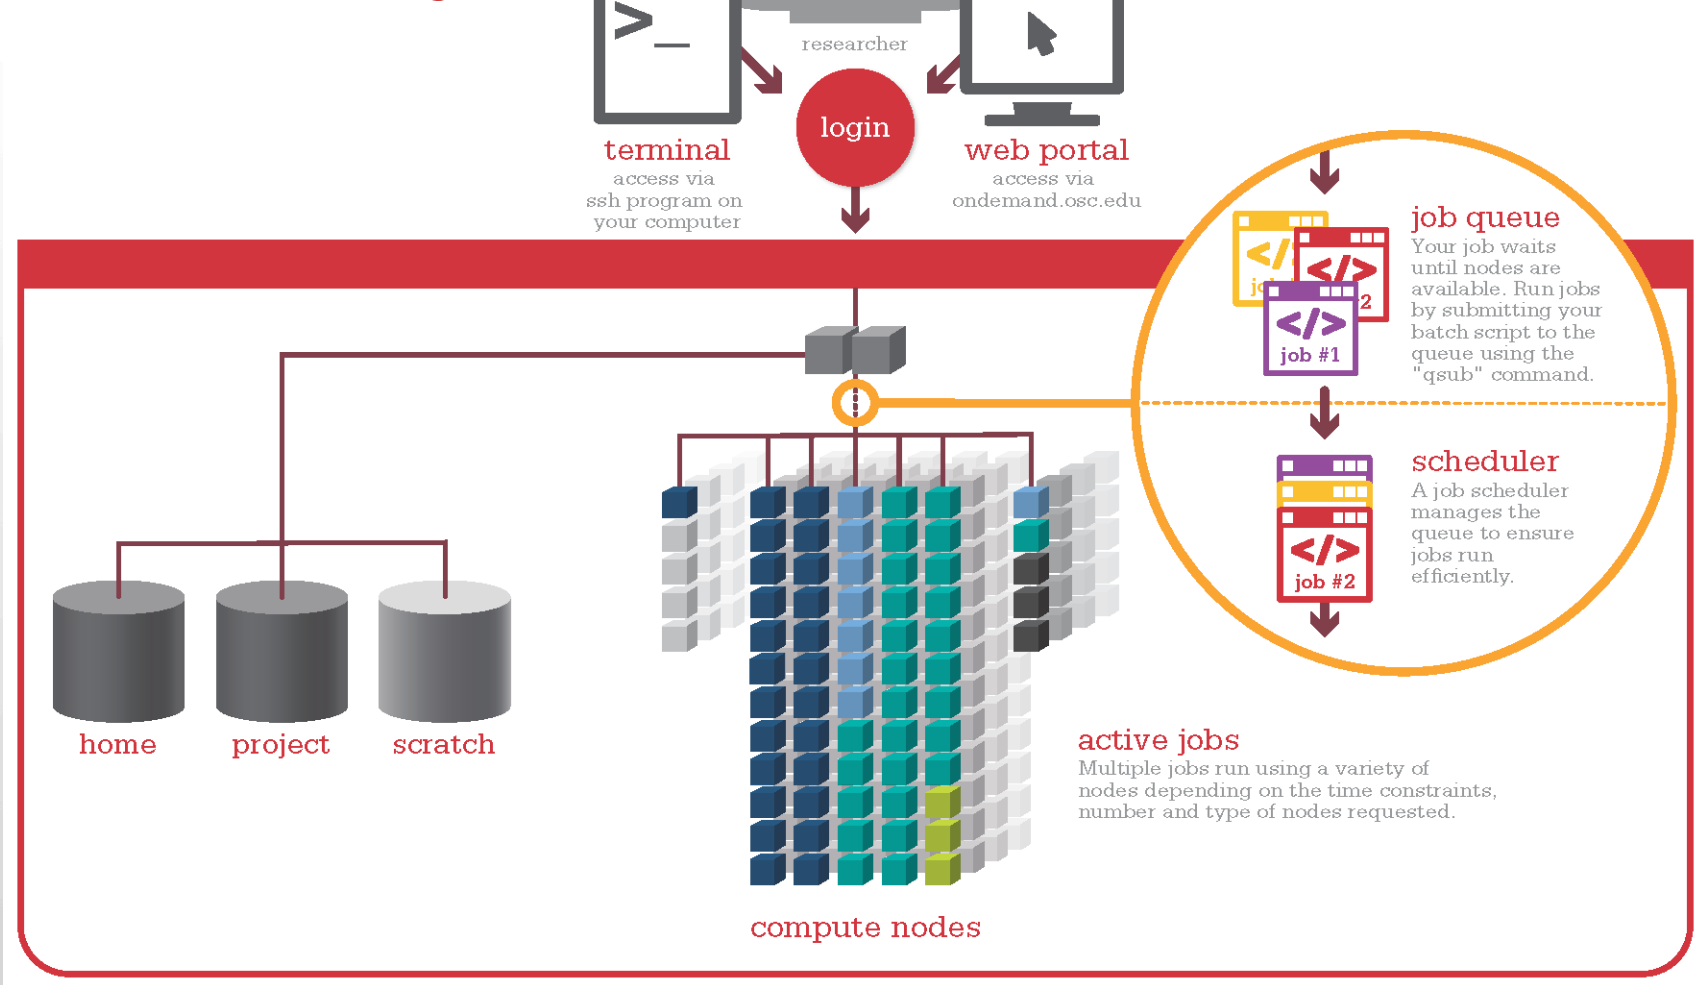 >_
researcher
login
terminal
access via
ssh program on
your computer
web portal
access via
ondemand.osc.edu
job queue
Your job waits
until nodes are
available. Run jobs
by submitting your
batch script to the
queue using the
"qsub" command.
</>
</>
2
</>
job #1
scheduler
A job scheduler
manages the
queue to ensure
jobs run
efficiently.
</>
job #2
home
project
scratch
active jobs
Multiple jobs run using a variety of
nodes depending on the time constraints,
number and type of nodes requested.
compute nodes